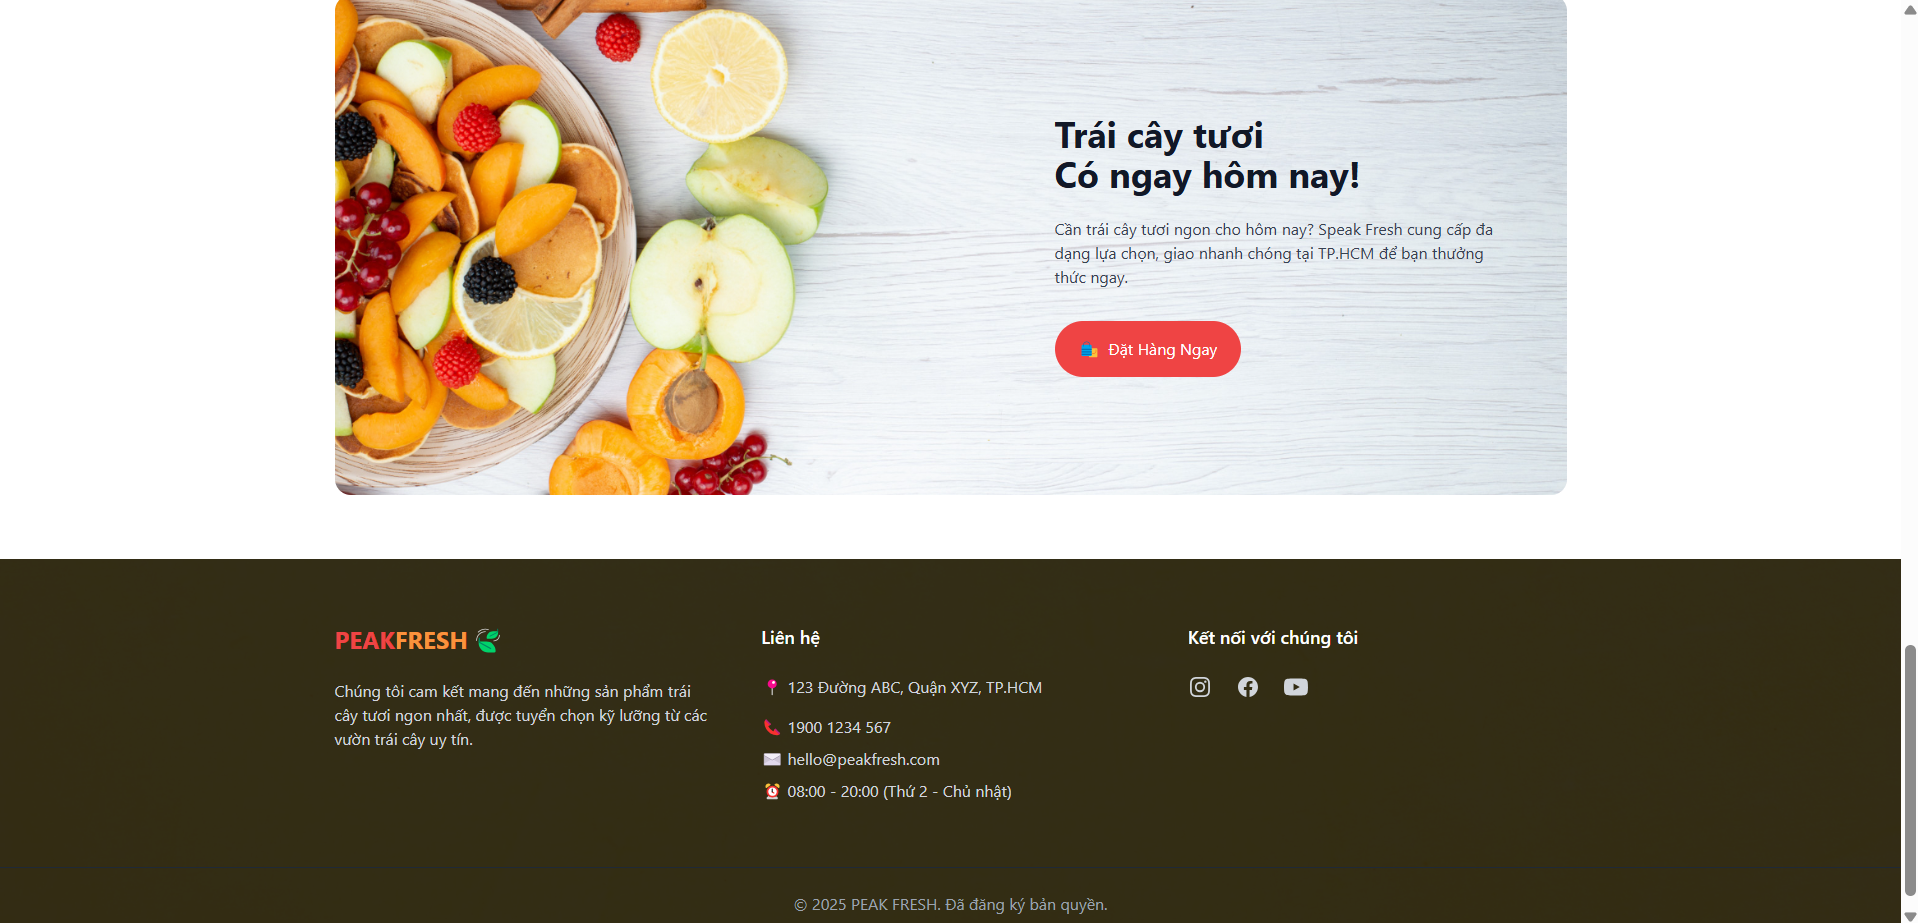 Trái cây tươi
Có ngay hôm nay!
Cần trái cây tươi ngon cho hôm nay? Speak Fresh cung cấp đa
dạng lựa chọn, giao nhanh chóng tại TP.HCM để bạn thưởng
thức ngay.
Đặt Hàng Ngay
PEAKFRESH
Chúng tôi cam kết mang đến những sản phẩm trái
cây tươi ngon nhất, được tuyển chọn kỹ lưỡng từ các
vườn trái cây uy tín.
Liên hệ
123 Đường ABC, Quận XYZ, TP.HCM
1900 1234 567
hello@peakfresh.com
08:00 - 20:00 (Thứ 2 - Chủ nhật)
Kết nối với chúng tôi
© 2025 PEAK FRESH. Đã đăng ký bản quyền.